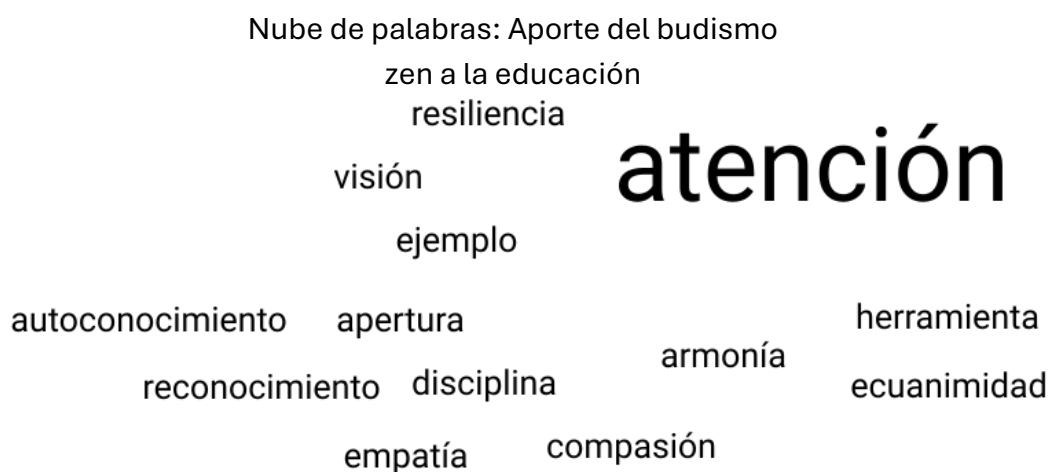 Nube de palabras: Aporte del budismo
zen a la educación
resiliencia
atención
visión
ejemplo
autoconocimiento apertura herramienta
armonía
reconocimiento disciplina ecuanimidad
empatía compasión